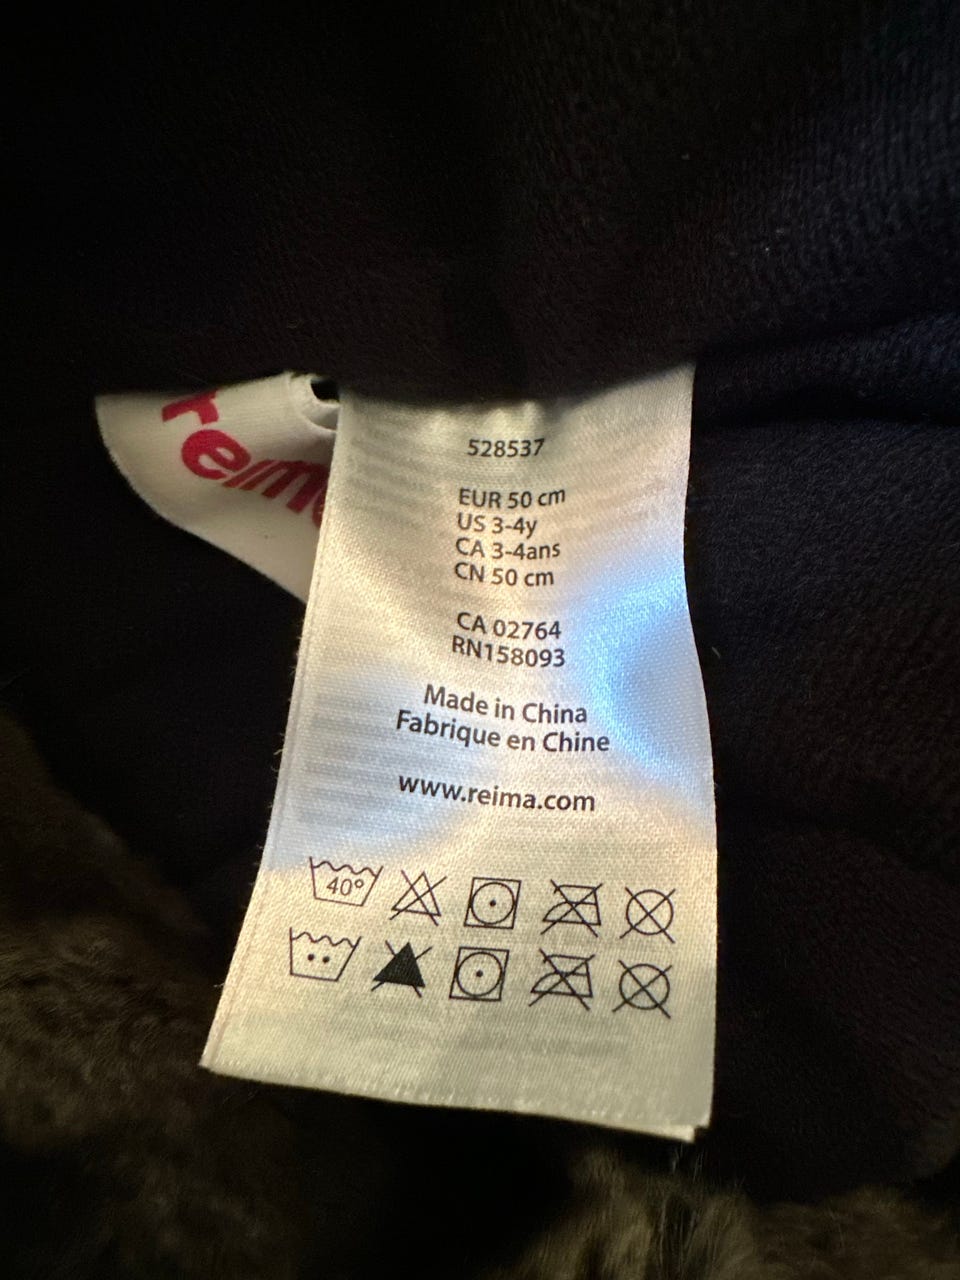 reima
528537
EUR 50 cm
US 3-4y
CA 3-4ans
CN 50 cm
CA 02764
RN158093
Made in China
Fabrique en Chine
www.reima.com
40°